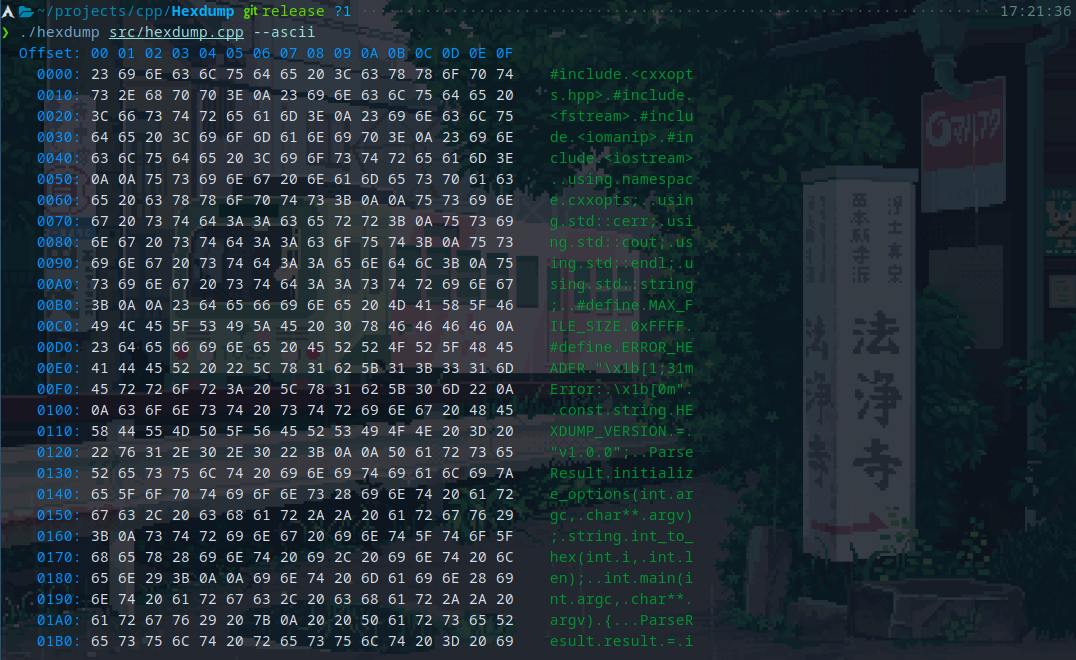 ~/projects/cpp/Hexdump git release ?1 17:21:36
❯ ./hexdump src/hexdump.cpp --ascii
Offset: 00 01 02 03 04 05 06 07 08 09 0A 0B 0C 0D 0E 0F
0000: 23 69 6E 63 6C 75 64 65 20 3C 63 78 78 6F 70 74 #include.<cxxopt
0010: 73 2E 68 70 70 3E 0A 23 69 6E 63 6C 75 64 65 20 s.hpp>.#include.
0020: 3C 66 73 74 72 65 61 6D 3E 0A 23 69 6E 63 6C 75 <fstream>.#inclu
0030: 64 65 20 3C 69 6F 6D 61 6E 69 70 3E 0A 23 69 6E de.<iomanip>.#in
0040: 63 6C 75 64 65 20 3C 69 6F 73 74 72 65 61 6D 3E clude.<iostream>
0050: 0A 0A 75 73 69 6E 67 20 6E 61 6D 65 73 70 61 63 ..using.namespac
0060: 65 20 63 78 78 6F 70 74 73 3B 0A 0A 75 73 69 6E e.cxxopts;..usin
0070: 67 20 73 74 64 3A 3A 63 65 72 72 3B 0A 75 73 69 g.std::cerr;.usi
0080: 6E 67 20 73 74 64 3A 3A 63 6F 75 74 3B 0A 75 73 ng.std::cout;.us
0090: 69 6E 67 20 73 74 64 3A 3A 65 6E 64 6C 3B 0A 75 ing.std::endl;.u
00A0: 73 69 6E 67 20 73 74 64 3A 3A 73 74 72 69 6E 67 sing.std::string
00B0: 3B 0A 0A 23 64 65 66 69 6E 65 20 4D 41 58 5F 46 ;..#define.MAX_F
00C0: 49 4C 45 5F 53 49 5A 45 20 30 78 46 46 46 46 0A ILE_SIZE.0xFFFF.
00D0: 23 64 65 66 69 6E 65 20 45 52 52 4F 52 5F 48 45 #define.ERROR_HE
00E0: 41 44 45 52 20 22 5C 78 31 62 5B 31 3B 33 31 6D ADER."\x1b[1;31m
00F0: 45 72 72 6F 72 3A 20 5C 78 31 62 5B 30 6D 22 0A Error:.\x1b[0m".
0100: 0A 63 6F 6E 73 74 20 73 74 72 69 6E 67 20 48 45 .const.string.HE
0110: 58 44 55 4D 50 5F 56 45 52 53 49 4F 4E 20 3D 20 XDUMP_VERSION.=.
0120: 22 76 31 2E 30 2E 30 22 3B 0A 0A 50 61 72 73 65 "v1.0.0";..Parse
0130: 52 65 73 75 6C 74 20 69 6E 69 74 69 61 6C 69 7A Result.initializ
0140: 65 5F 6F 70 74 69 6F 6E 73 28 69 6E 74 20 61 72 e_options(int.ar
0150: 67 63 2C 20 63 68 61 72 2A 2A 20 61 72 67 76 29 gc,.char**.argv)
0160: 3B 0A 73 74 72 69 6E 67 20 69 6E 74 5F 74 6F 5F ;.string.int_to_
0170: 68 65 78 28 69 6E 74 20 69 2C 20 69 6E 74 20 6C hex(int.i,.int.l
0180: 65 6E 29 3B 0A 0A 69 6E 74 20 6D 61 69 6E 28 69 en);..int.main(i
0190: 6E 74 20 61 72 67 63 2C 20 63 68 61 72 2A 2A 20 nt.argc,.char**.
01A0: 61 72 67 76 29 20 7B 0A 20 20 50 61 72 73 65 52 argv).{...ParseR
01B0: 65 73 75 6C 74 20 72 65 73 75 6C 74 20 3D 20 69 esult.result.=.i
マルフク
浄土真宗
西本願寺派
法浄寺